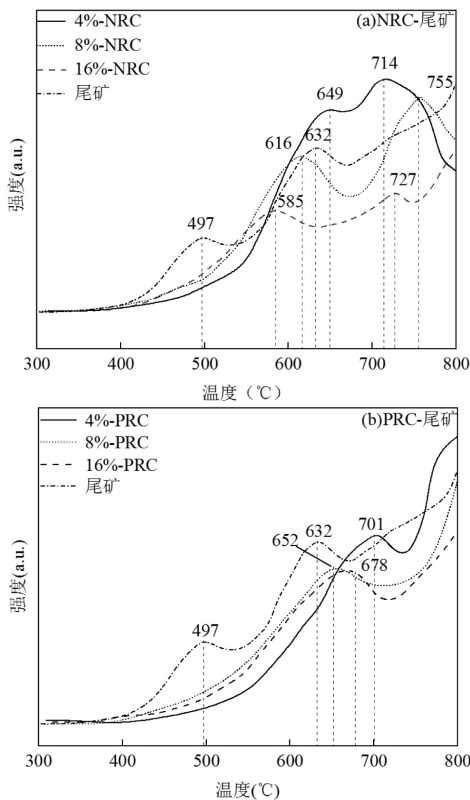 (a)NRC-尾矿
4%-NRC
8%-NRC
16%-NRC
尾矿
714
755
649
616
632
585
727
497
强度(a.u.)
300
400
500
600
700
800
温度（℃）
(b)PRC-尾矿
4%-PRC
8%-PRC
16%-PRC
尾矿
632
701
652
678
497
强度(a.u.)
300
400
500
600
700
800
温度(℃)